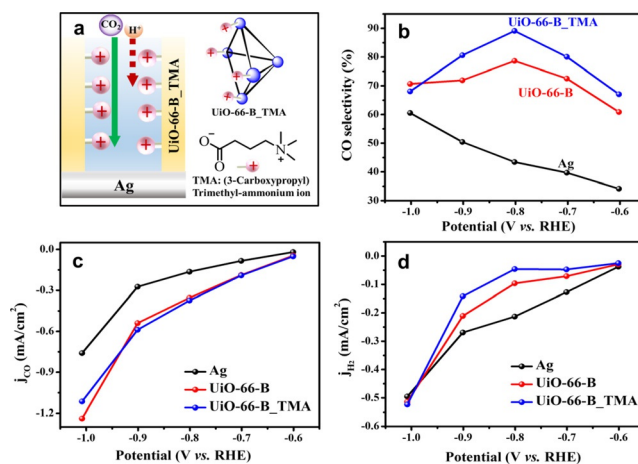 a
CO2
H+
UiO-66-B_TMA
Ag
UiO-66-B_TMA
O-
O
N+
TMA: (3-Carboxypropyl)
Trimethyl-ammonium ion
b
CO selectivity (%)
100
90
80
70
60
50
40
30
UiO-66-B_TMA
UiO-66-B
Ag
-1.0 -0.9 -0.8 -0.7 -0.6
Potential (V vs. RHE)
c
jCO (mA/cm2)
0.0
-0.3
-0.6
-0.9
-1.2
Ag
UiO-66-B
UiO-66-B_TMA
-1.0 -0.9 -0.8 -0.7 -0.6
Potential (V vs. RHE)
d
jH2 (mA/cm2)
0.0
-0.1
-0.2
-0.3
-0.4
-0.5
-0.6
Ag
UiO-66-B
UiO-66-B_TMA
-1.0 -0.9 -0.8 -0.7 -0.6
Potential (V vs. RHE)